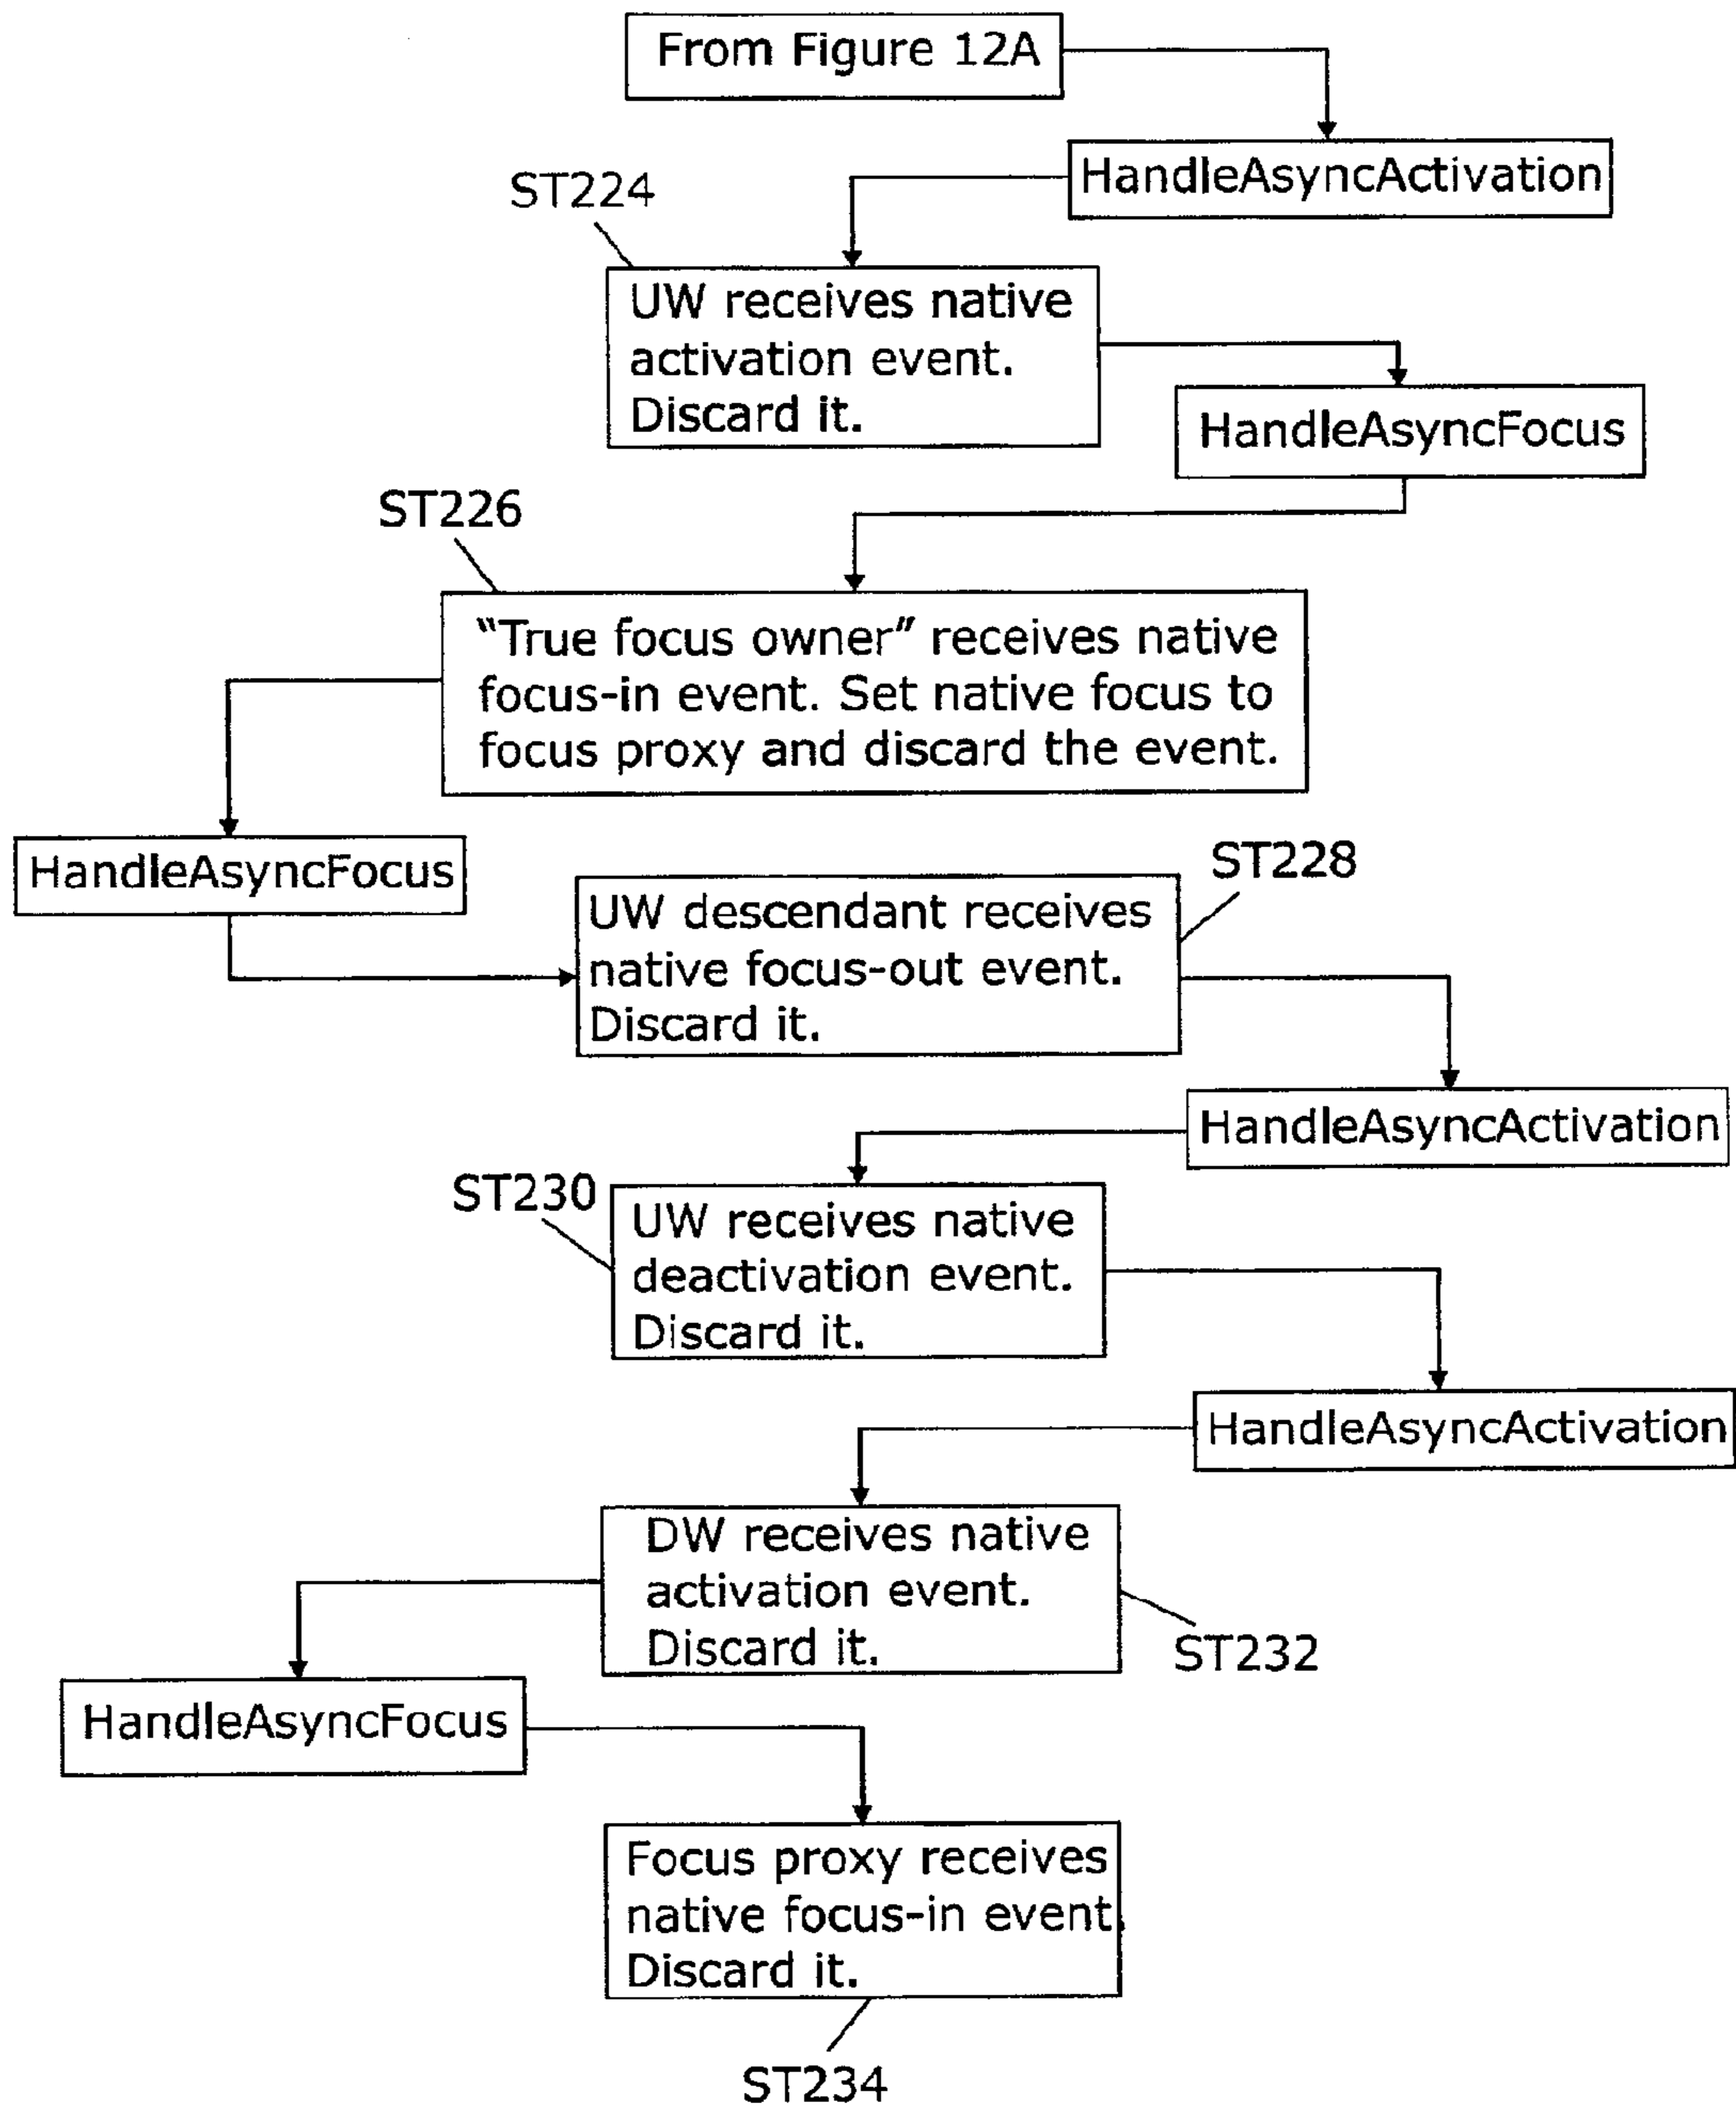 From Figure 12A
HandleAsyncActivation
ST224
UW receives native
activation event.
Discard it.
HandleAsyncFocus
ST226
“True focus owner” receives native
focus-in event. Set native focus to
focus proxy and discard the event.
HandleAsyncFocus
ST228
UW descendant receives
native focus-out event.
Discard it.
HandleAsyncActivation
ST230
UW receives native
deactivation event.
Discard it.
HandleAsyncActivation
DW receives native
activation event.
Discard it.
ST232
HandleAsyncFocus
Focus proxy receives
native focus-in event
Discard it.
ST234